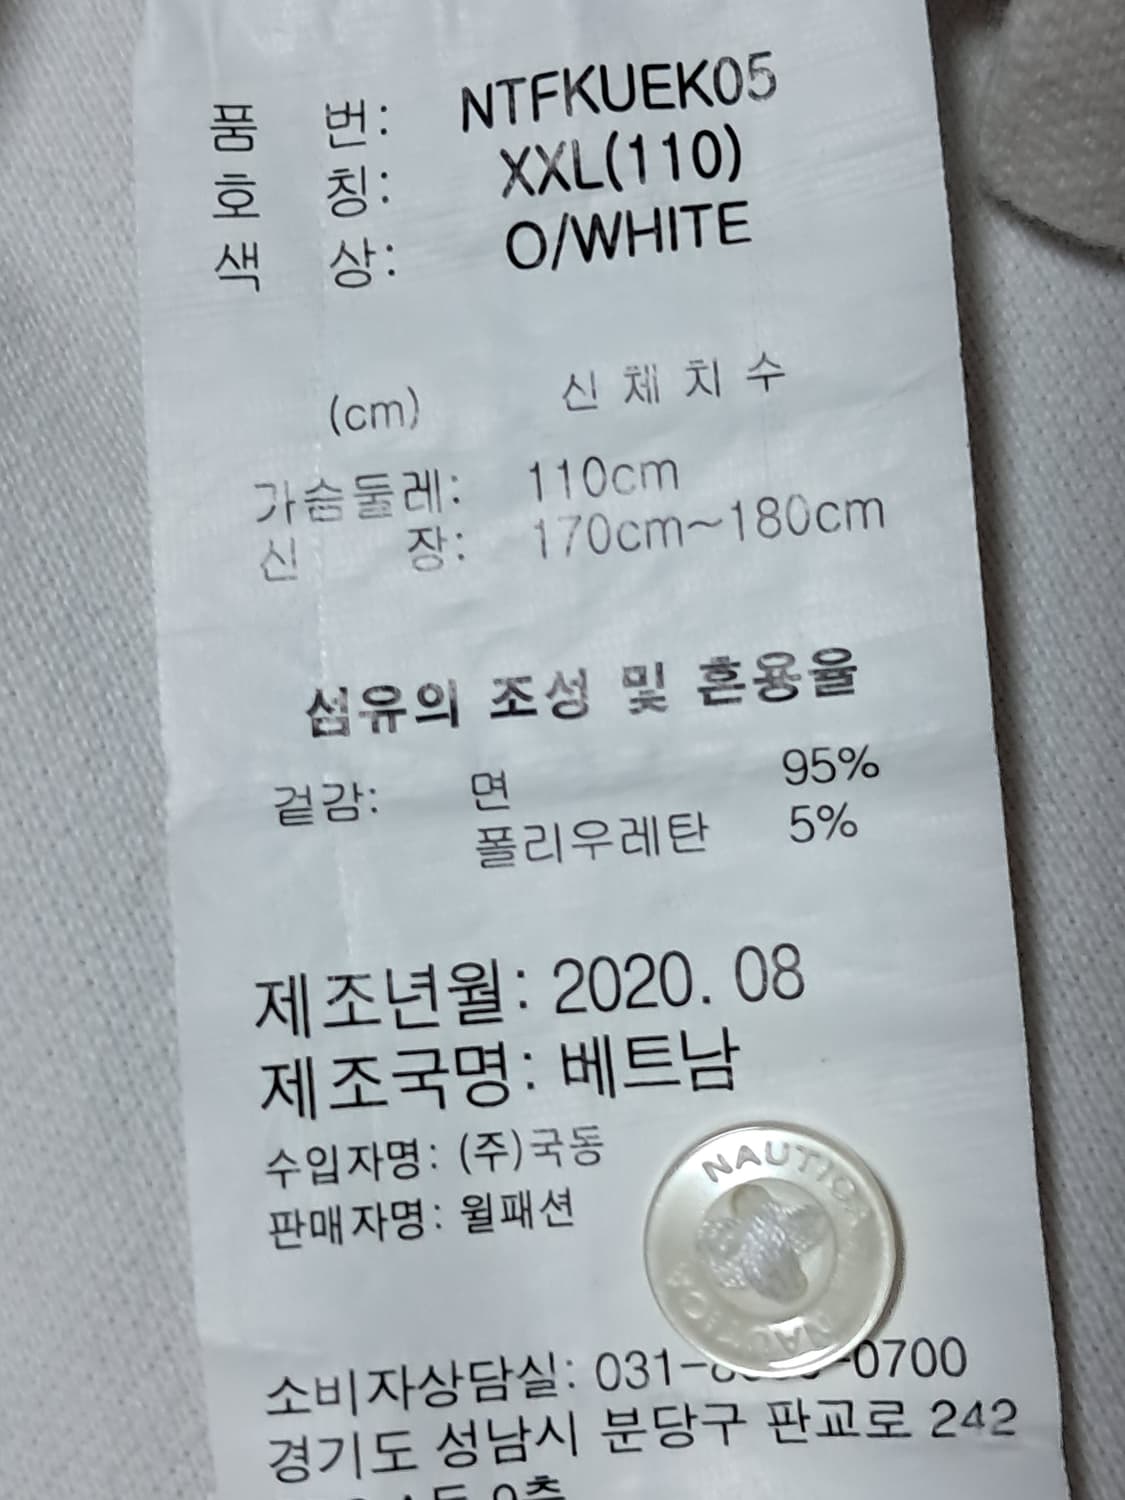 품 번: NTFKUEK05
호 칭: XXL(110)
색 상: O/WHITE
(cm) 신체치수
가슴둘레: 110cm
신 장: 170cm~180cm
섬유의 조성 및 혼용율
겉감: 면 95%
폴리우레탄 5%
제조년월: 2020. 08
제조국명: 베트남
수입자명: (주)국동
판매자명: 월패션
NAUTICA
NAUTICA
소비자상담실: 031- -0700
경기도 성남시 분당구 판교로 242